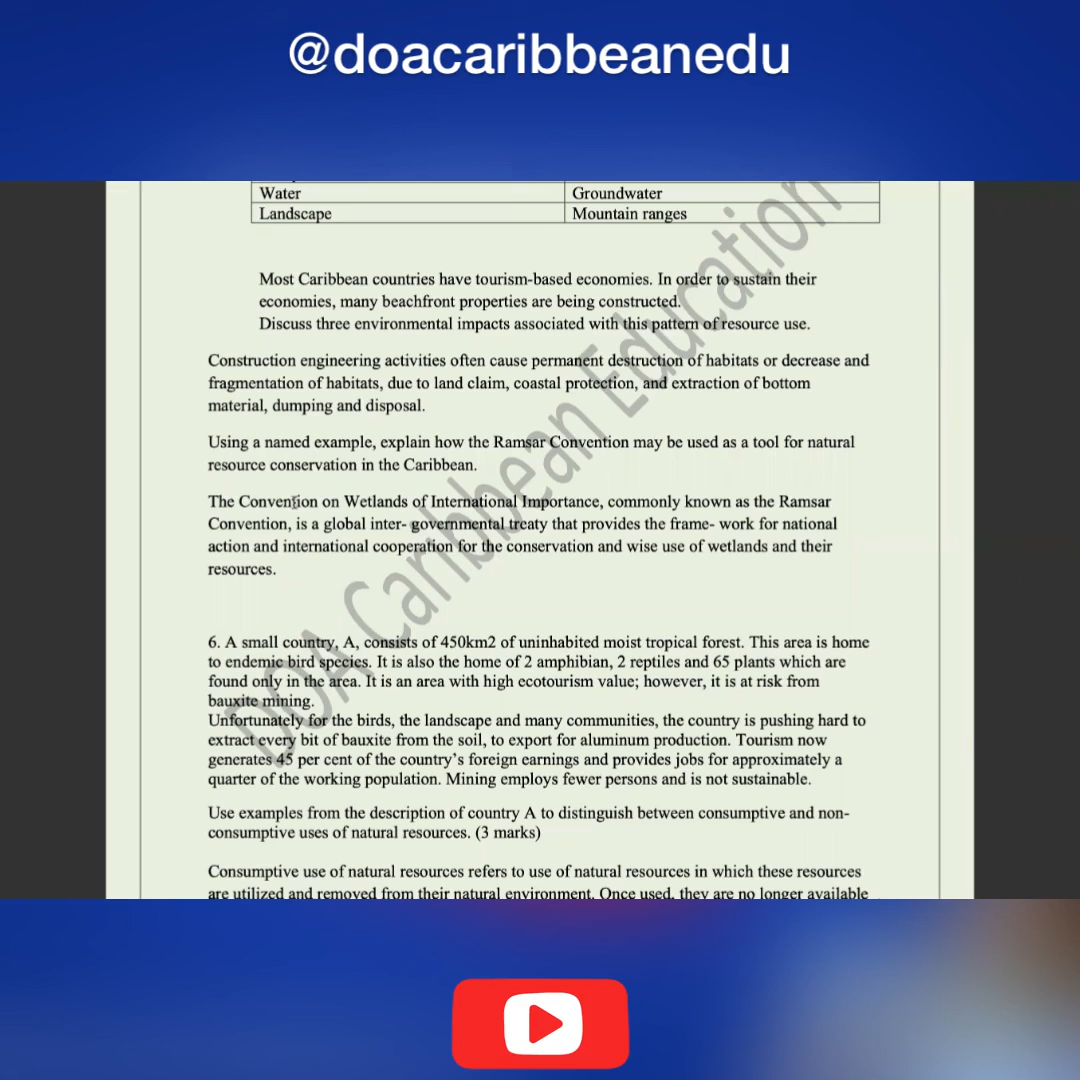 @doacaribbeanedu
Water Groundwater
Landscape Mountain ranges
Most Caribbean countries have tourism-based economies. In order to sustain their
economies, many beachfront properties are being constructed.
Discuss three environmental impacts associated with this pattern of resource use.
Construction engineering activities often cause permanent destruction of habitats or decrease and
fragmentation of habitats, due to land claim, coastal protection, and extraction of bottom
material, dumping and disposal.
Using a named example, explain how the Ramsar Convention may be used as a tool for natural
resource conservation in the Caribbean.
The Convention on Wetlands of International Importance, commonly known as the Ramsar
Convention, is a global inter- governmental treaty that provides the frame- work for national
action and international cooperation for the conservation and wise use of wetlands and their
resources.
DOA Caribbean Education
6. A small country, A, consists of 450km2 of uninhabited moist tropical forest. This area is home
to endemic bird species. It is also the home of 2 amphibian, 2 reptiles and 65 plants which are
found only in the area. It is an area with high ecotourism value; however, it is at risk from
bauxite mining.
Unfortunately for the birds, the landscape and many communities, the country is pushing hard to
extract every bit of bauxite from the soil, to export for aluminum production. Tourism now
generates 45 per cent of the country's foreign earnings and provides jobs for approximately a
quarter of the working population. Mining employs fewer persons and is not sustainable.
Use examples from the description of country A to distinguish between consumptive and non-
consumptive uses of natural resources. (3 marks)
Consumptive use of natural resources refers to use of natural resources in which these resources
are utilized and removed from their natural environment. Once used, they are no longer available